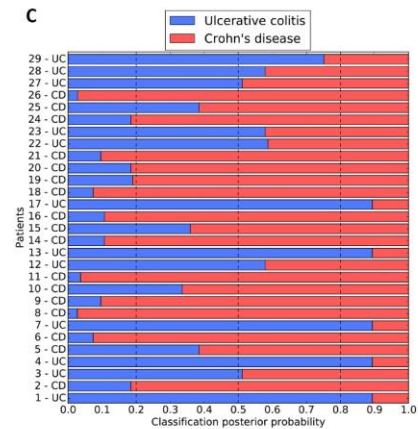 C
Ulcerative colitis
Crohn's disease
29 - UC
28 - UC
27 - UC
26 - CD
25 - CD
24 - CD
23 - UC
22 - UC
21 - CD
20 - CD
19 - CD
18 - CD
17 - UC
16 - CD
15 - CD
14 - CD
13 - UC
12 - UC
11 - CD
10 - CD
9 - CD
8 - CD
7 - UC
6 - CD
5 - CD
4 - UC
3 - UC
2 - CD
1 - UC
Patients
0.0 0.1 0.2 0.3 0.4 0.5 0.6 0.7 0.8 0.9 1.0
Classification posterior probability